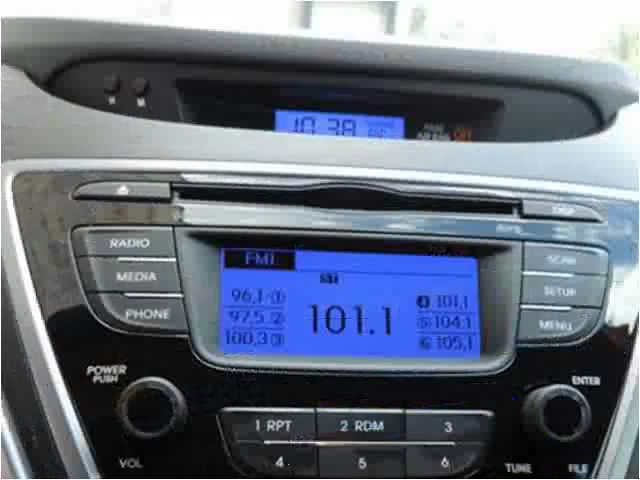 10:38
RADIO
MEDIA
PHONE
SCAN
SETUP
MENU
FM1
96.1 ①
97.5 ②
100.3 ③
101.1
④ 101.1
⑤ 104.1
⑥ 105.1
POWER
PUSH
VOL
1 RPT
2 RDM
3
4
5
6
ENTER
TUNE
FILE